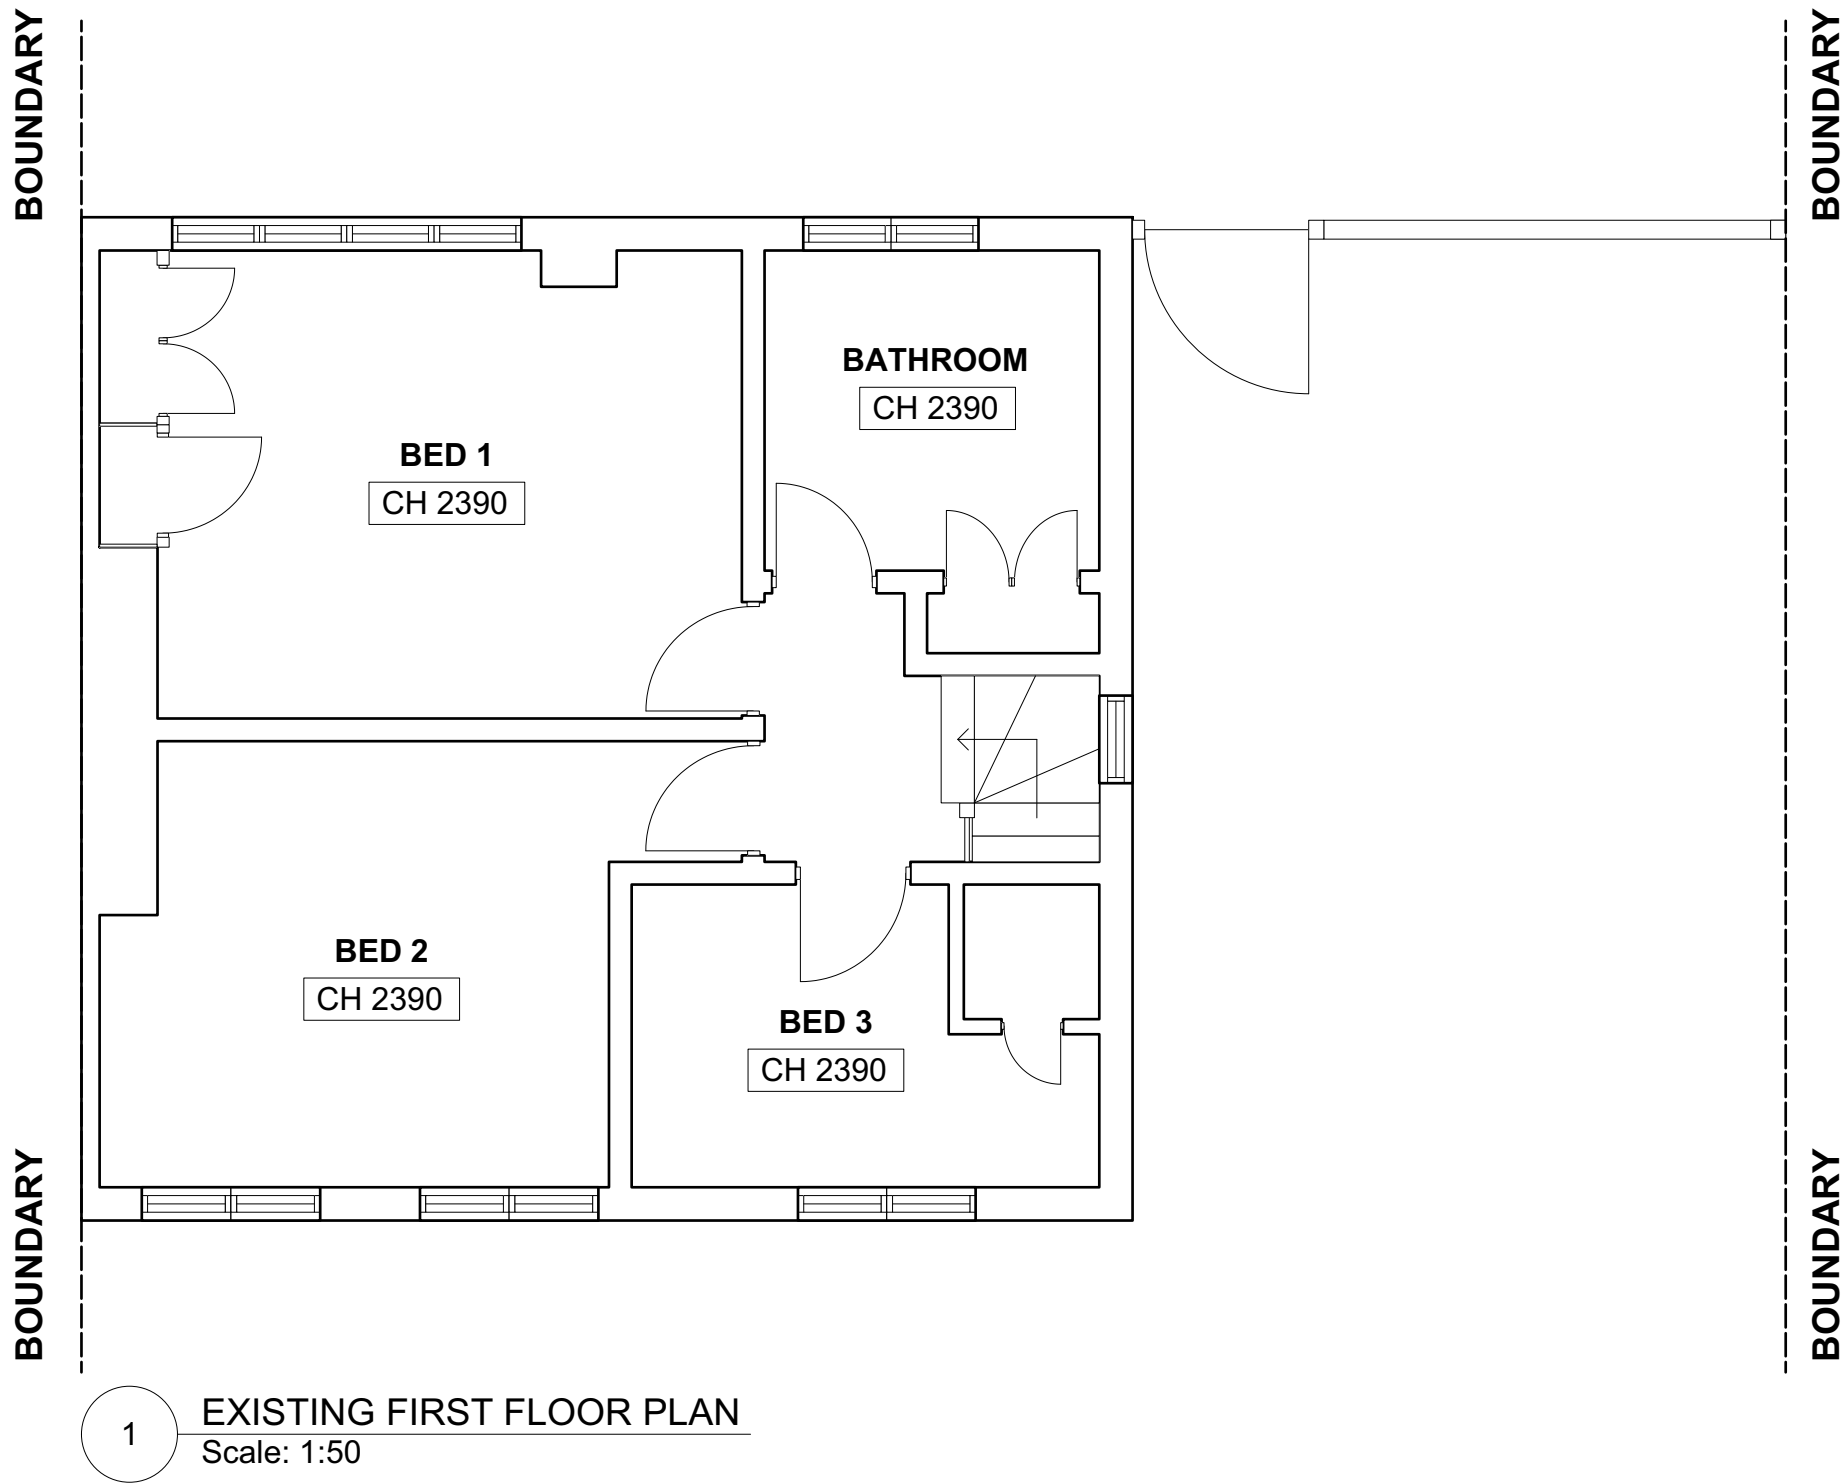 BOUNDARY
BOUNDARY
BATHROOM
CH 2390
BED 1
CH 2390
BED 2
CH 2390
BED 3
CH 2390
BOUNDARY
BOUNDARY
1
EXISTING FIRST FLOOR PLAN
Scale: 1:50